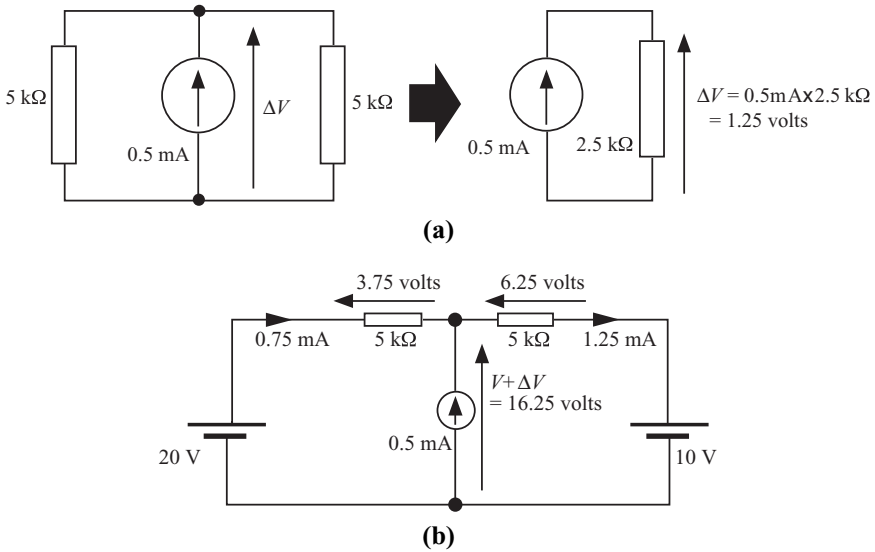 5 kΩ
ΔV
0.5 mA
5 kΩ
0.5 mA
2.5 kΩ
ΔV = 0.5mAx2.5 kΩ
= 1.25 volts
(a)
3.75 volts
6.25 volts
0.75 mA
5 kΩ
5 kΩ
1.25 mA
V+ΔV
= 16.25 volts
0.5 mA
20 V
10 V
(b)